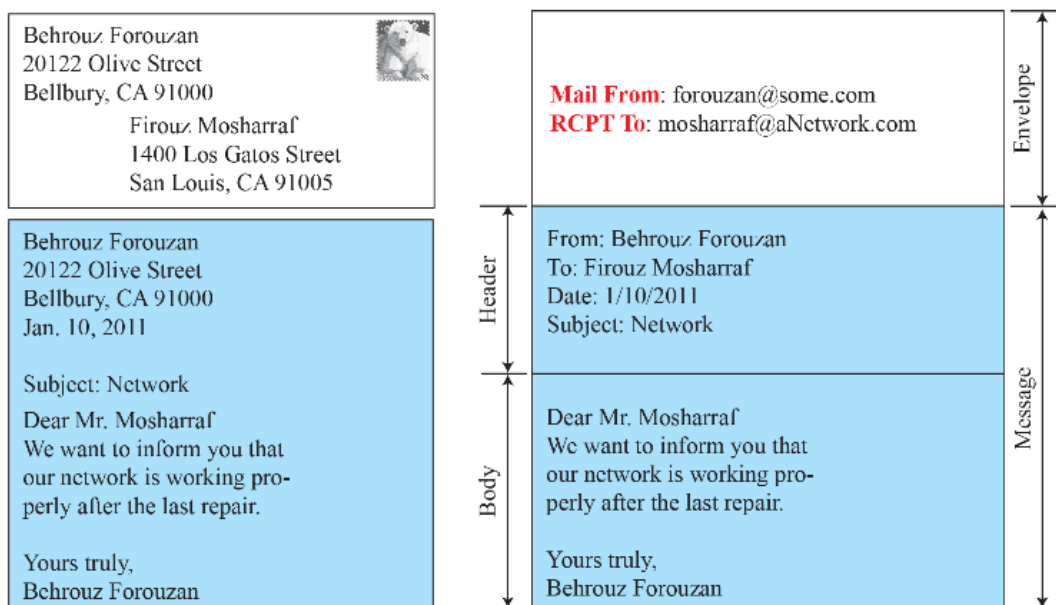 Behrouz Forouzan
20122 Olive Street
Bellbury, CA 91000
Firouz Mosharraf
1400 Los Gatos Street
San Louis, CA 91005
Behrouz Forouzan
20122 Olive Street
Bellbury, CA 91000
Jan. 10, 2011
Subject: Network
Dear Mr. Mosharraf
We want to inform you that
our network is working pro-
perly after the last repair.
Yours truly,
Behrouz Forouzan
Mail From: forouzan@some.com
RCPT To: mosharraf@aNetwork.com
Envelope
Header
From: Behrouz Forouzan
To: Firouz Mosharraf
Date: 1/10/2011
Subject: Network
Body
Dear Mr. Mosharraf
We want to inform you that
our network is working pro-
perly after the last repair.
Yours truly,
Behrouz Forouzan
Message